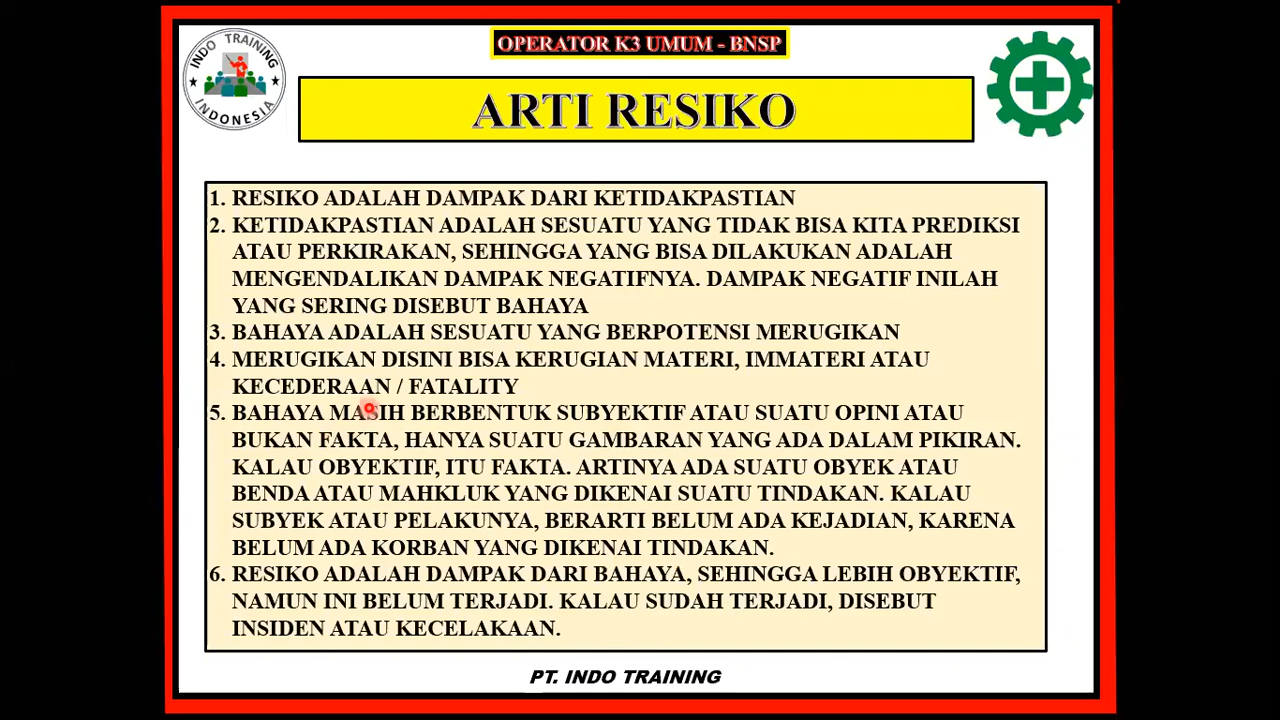 INDO TRAINING
INDONESIA
OPERATOR K3 UMUM - BNSP
ARTI RESIKO
1. RESIKO ADALAH DAMPAK DARI KETIDAKPASTIAN
2. KETIDAKPASTIAN ADALAH SESUATU YANG TIDAK BISA KITA PREDIKSI
ATAU PERKIRAKAN, SEHINGGA YANG BISA DILAKUKAN ADALAH
MENGENDALIKAN DAMPAK NEGATIFNYA. DAMPAK NEGATIF INILAH
YANG SERING DISEBUT BAHAYA
3. BAHAYA ADALAH SESUATU YANG BERPOTENSI MERUGIKAN
4. MERUGIKAN DISINI BISA KERUGIAN MATERI, IMMATERI ATAU
KECEDERAAN / FATALITY
5. BAHAYA MASIH BERBENTUK SUBYEKTIF ATAU SUATU OPINI ATAU
BUKAN FAKTA, HANYA SUATU GAMBARAN YANG ADA DALAM PIKIRAN.
KALAU OBYEKTIF, ITU FAKTA. ARTINYA ADA SUATU OBYEK ATAU
BENDA ATAU MAHKLUK YANG DIKENAI SUATU TINDAKAN. KALAU
SUBYEK ATAU PELAKUNYA, BERARTI BELUM ADA KEJADIAN, KARENA
BELUM ADA KORBAN YANG DIKENAI TINDAKAN.
6. RESIKO ADALAH DAMPAK DARI BAHAYA, SEHINGGA LEBIH OBYEKTIF,
NAMUN INI BELUM TERJADI. KALAU SUDAH TERJADI, DISEBUT
INSIDEN ATAU KECELAKAAN.
PT. INDO TRAINING